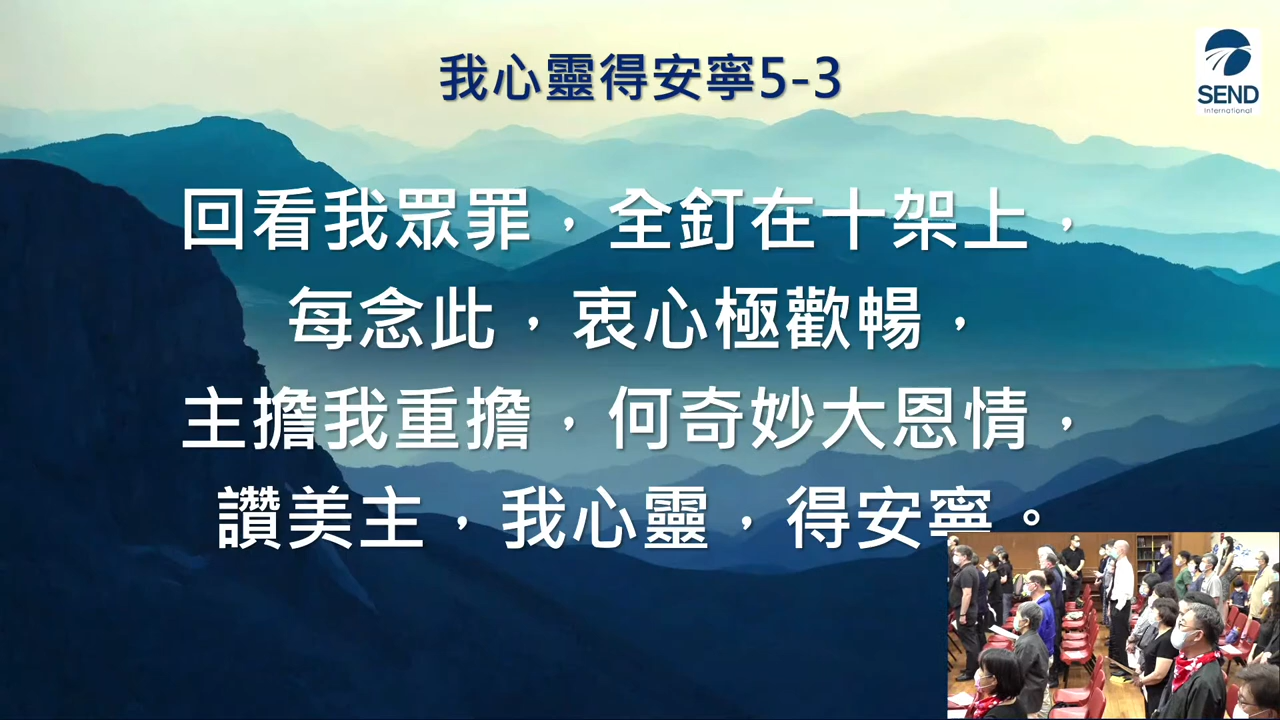 我心靈得安寧5-3
SEND
International
回看我眾罪，全釘在十架上，
每念此，衷心極歡暢，
主擔我重擔，何奇妙大恩情，
讚美主，我心靈，得安寧。